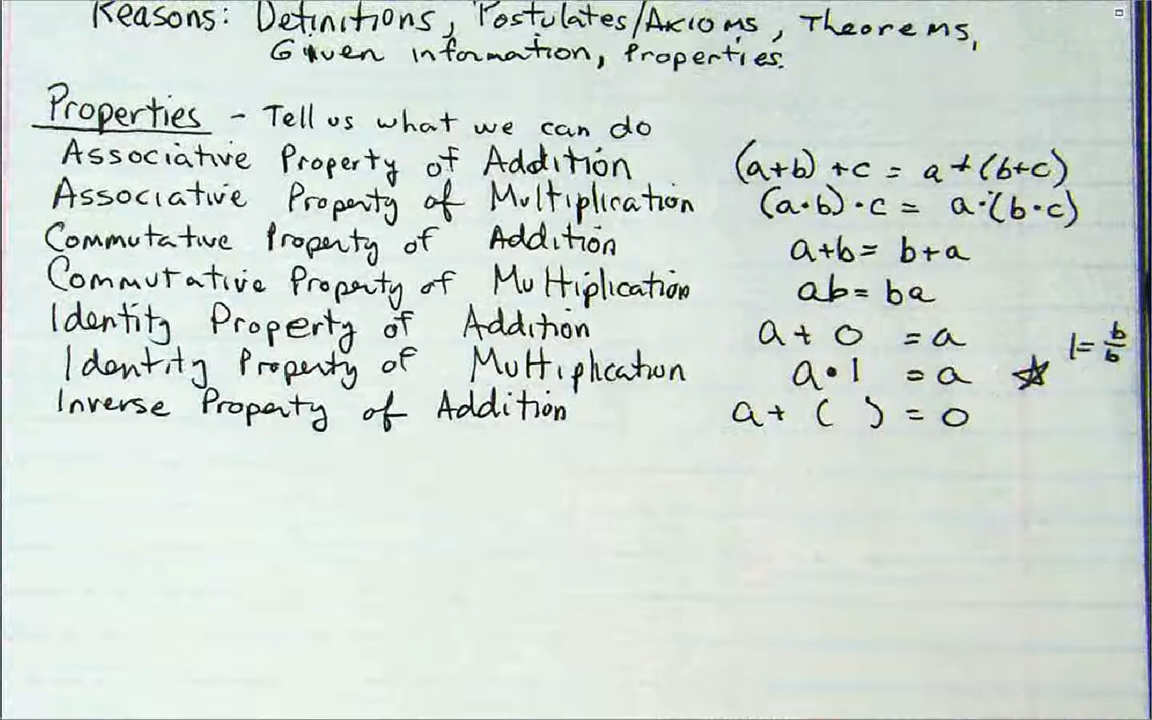 Reasons: Definitions, Postulates/Axioms, Theorems,
Given information, Properties.
Properties - Tell us what we can do
Associative Property of Addition (a+b)+c = a+(b+c)
Associative Property of Multiplication (a·b)·c = a·(b·c)
Commutative Property of Addition a+b = b+a
Commutative Property of Multiplication ab = ba
Identity Property of Addition a + 0 = a
Identity Property of Multiplication a·1 = a ☆ 1 = b/b
Inverse Property of Addition a + ( ) = 0